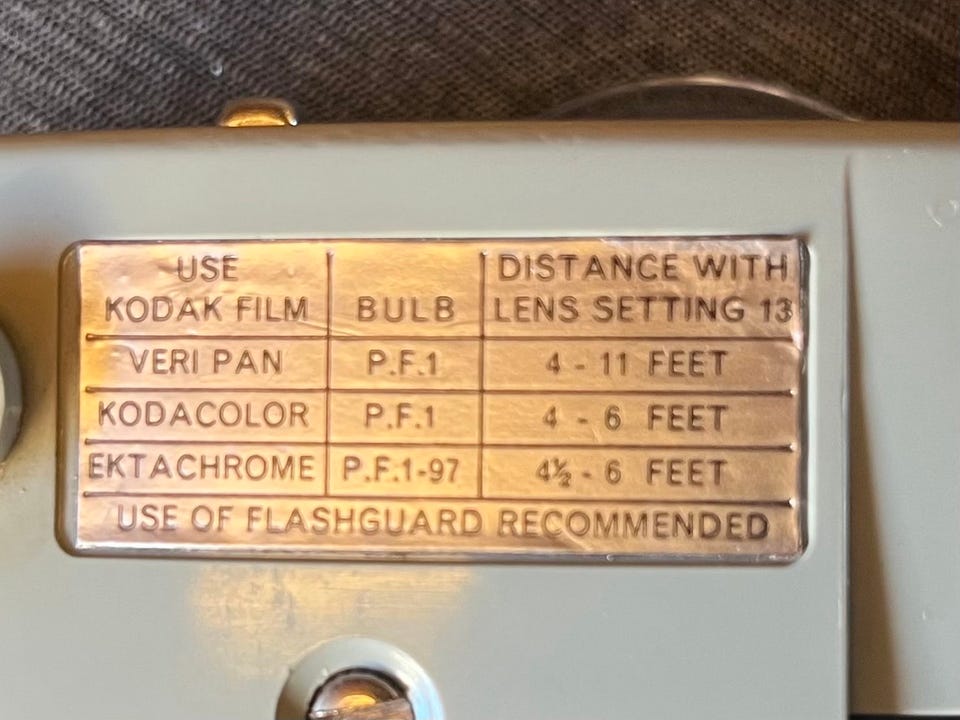 USE KODAK FILM BULB DISTANCE WITH LENS SETTING 13
VERI PAN P.F.1 4 - 11 FEET
KODACOLOR P.F.1 4 - 6 FEET
EKTACHROME P.F.1-97 4½ - 6 FEET
USE OF FLASHGUARD RECOMMENDED